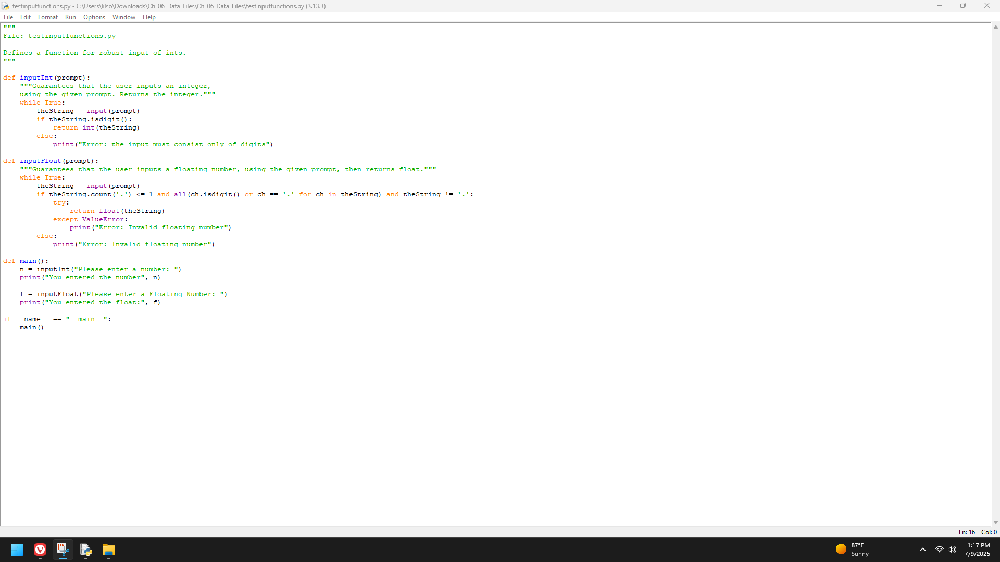 testinputfunctions.py - C:\Users\lilso\Downloads\Ch_06_Data_Files\Ch_06_Data_Files\testinputfunctions.py (3.13.3)
File Edit Format Run Options Window Help
"""
File: testinputfunctions.py

Defines a function for robust input of ints.
"""

def inputInt(prompt):
    """Guarantees that the user inputs an integer,
    using the given prompt. Returns the integer."""
    while True:
        theString = input(prompt)
        if theString.isdigit():
            return int(theString)
        else:
            print("Error: the input must consist only of digits")

def inputFloat(prompt):
    """Guarantees that the user inputs a floating number, using the given prompt, then returns float."""
    while True:
        theString = input(prompt)
        if theString.count('.') <= 1 and all(ch.isdigit() or ch == '.' for ch in theString) and theString != '.':
            try:
                return float(theString)
            except ValueError:
                print("Error: Invalid floating number")
        else:
            print("Error: Invalid floating number")

def main():
    n = inputInt("Please enter a number: ")
    print("You entered the number", n)

    f = inputFloat("Please enter a Floating Number: ")
    print("You entered the float:", f)

if __name__ == "__main__":
    main()
Ln: 16 Col: 0
87°F
Sunny
1:17 PM
7/9/2025